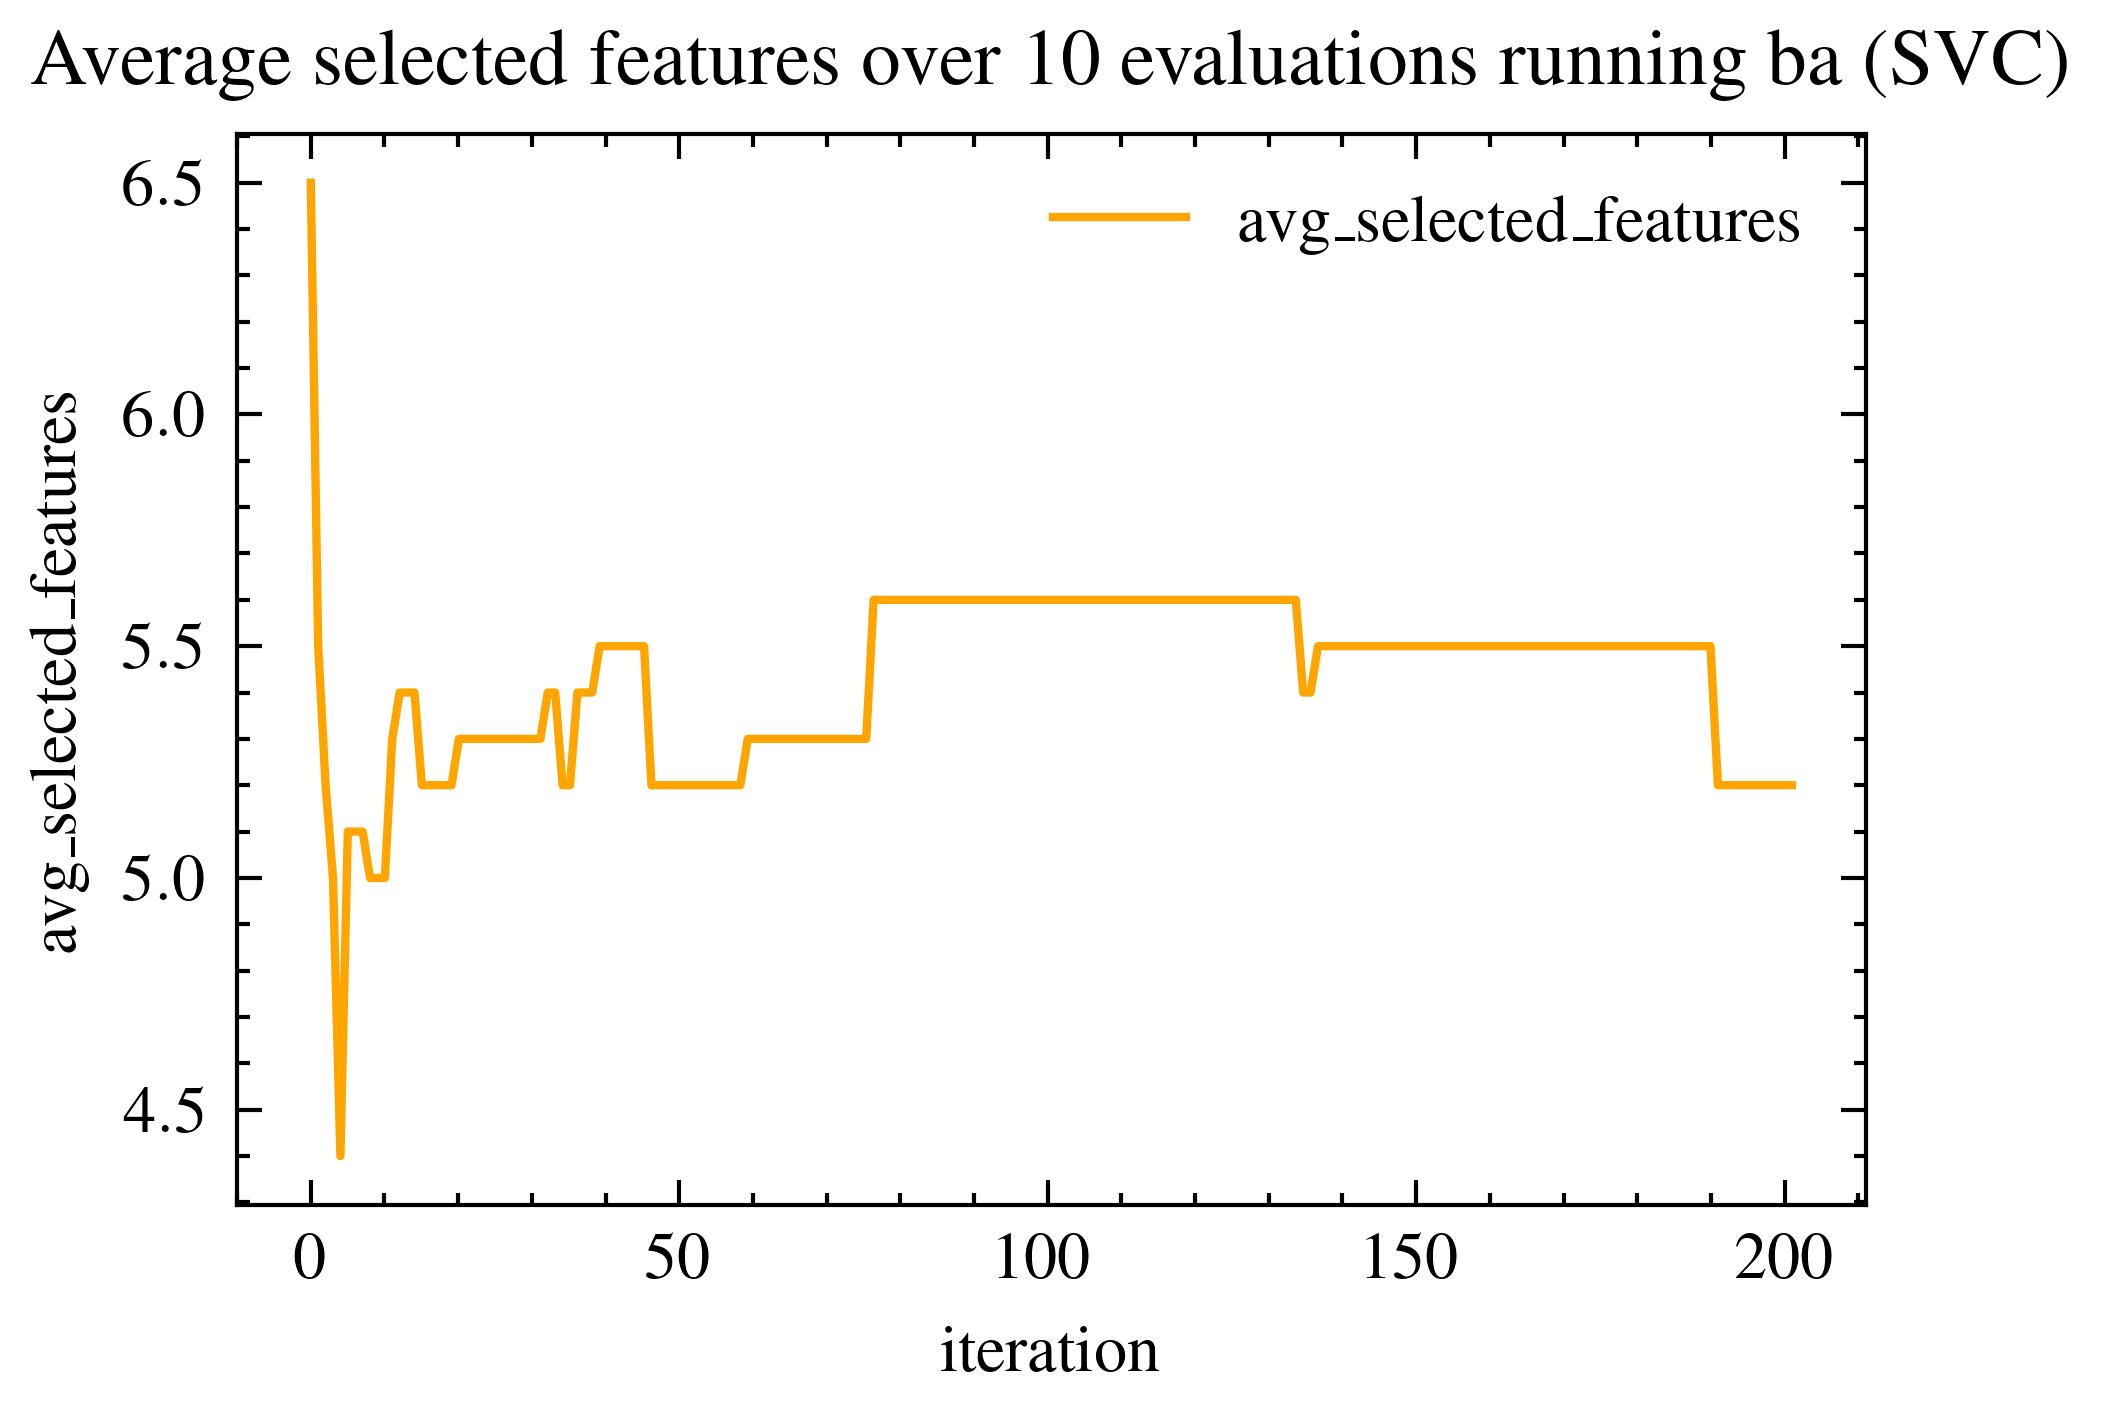 Average selected features over 10 evaluations running ba (SVC)
avg_selected_features
6.5
6.0
5.5
5.0
4.5
avg_selected_features
0 50 100 150 200
iteration